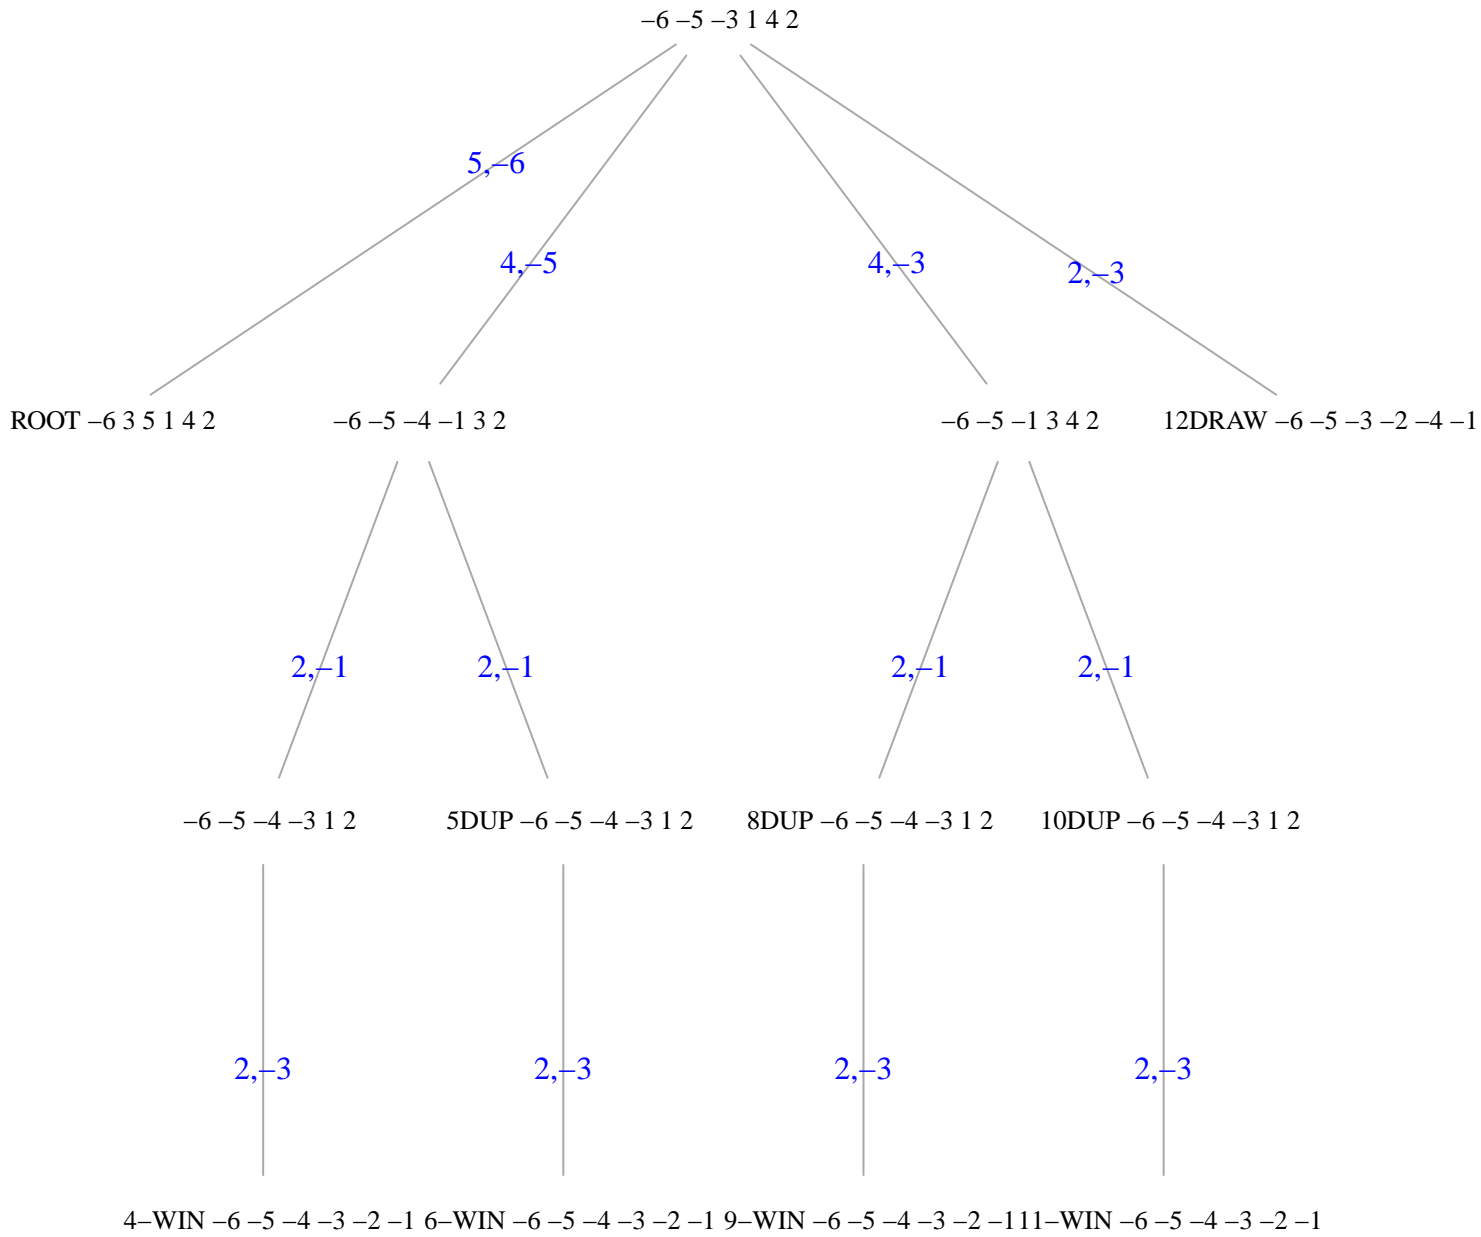 –6 –5 –3 1 4 2
5,–6
4,–5
4,–3
2,–3
ROOT –6 3 5 1 4 2
–6 –5 –4 –1 3 2
–6 –5 –1 3 4 2
12DRAW –6 –5 –3 –2 –4 –1
2,–1
2,–1
2,–1
2,–1
–6 –5 –4 –3 1 2
5DUP –6 –5 –4 –3 1 2
8DUP –6 –5 –4 –3 1 2
10DUP –6 –5 –4 –3 1 2
2,–3
2,–3
2,–3
2,–3
4–WIN –6 –5 –4 –3 –2 –1
6–WIN –6 –5 –4 –3 –2 –1
9–WIN –6 –5 –4 –3 –2 –1
11–WIN –6 –5 –4 –3 –2 –1